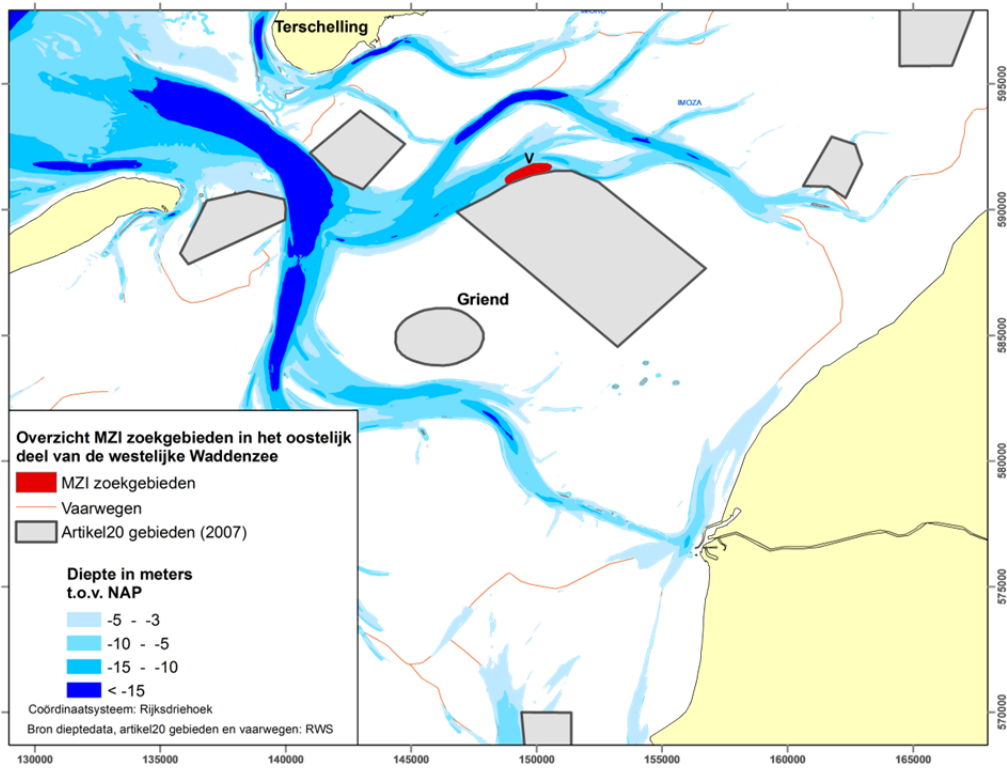 Terschelling
IMOZA
V
Griend
Overzicht MZI zoekgebieden in het oostelijk
deel van de westelijke Waddenzee
MZI zoekgebieden
Vaarwegen
Artikel20 gebieden (2007)
Diepte in meters
t.o.v. NAP
-5 - -3
-10 - -5
-15 - -10
< -15
Coördinaatsysteem: Rijksdriehoek
Bron dieptedata, artikel20 gebieden en vaarwegen: RWS
595000
590000
585000
580000
575000
570000
130000
135000
140000
145000
150000
155000
160000
165000